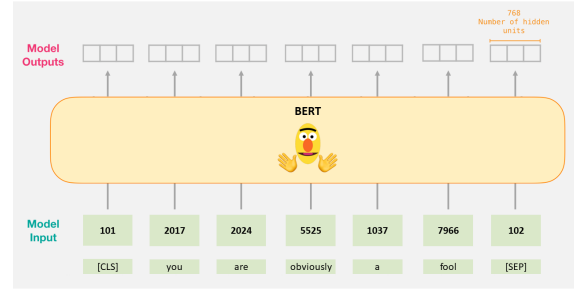 768
Number of hidden
units
Model
Outputs
BERT
Model
Input
101 2017 2024 5525 1037 7966 102
[CLS] you are obviously a fool [SEP]